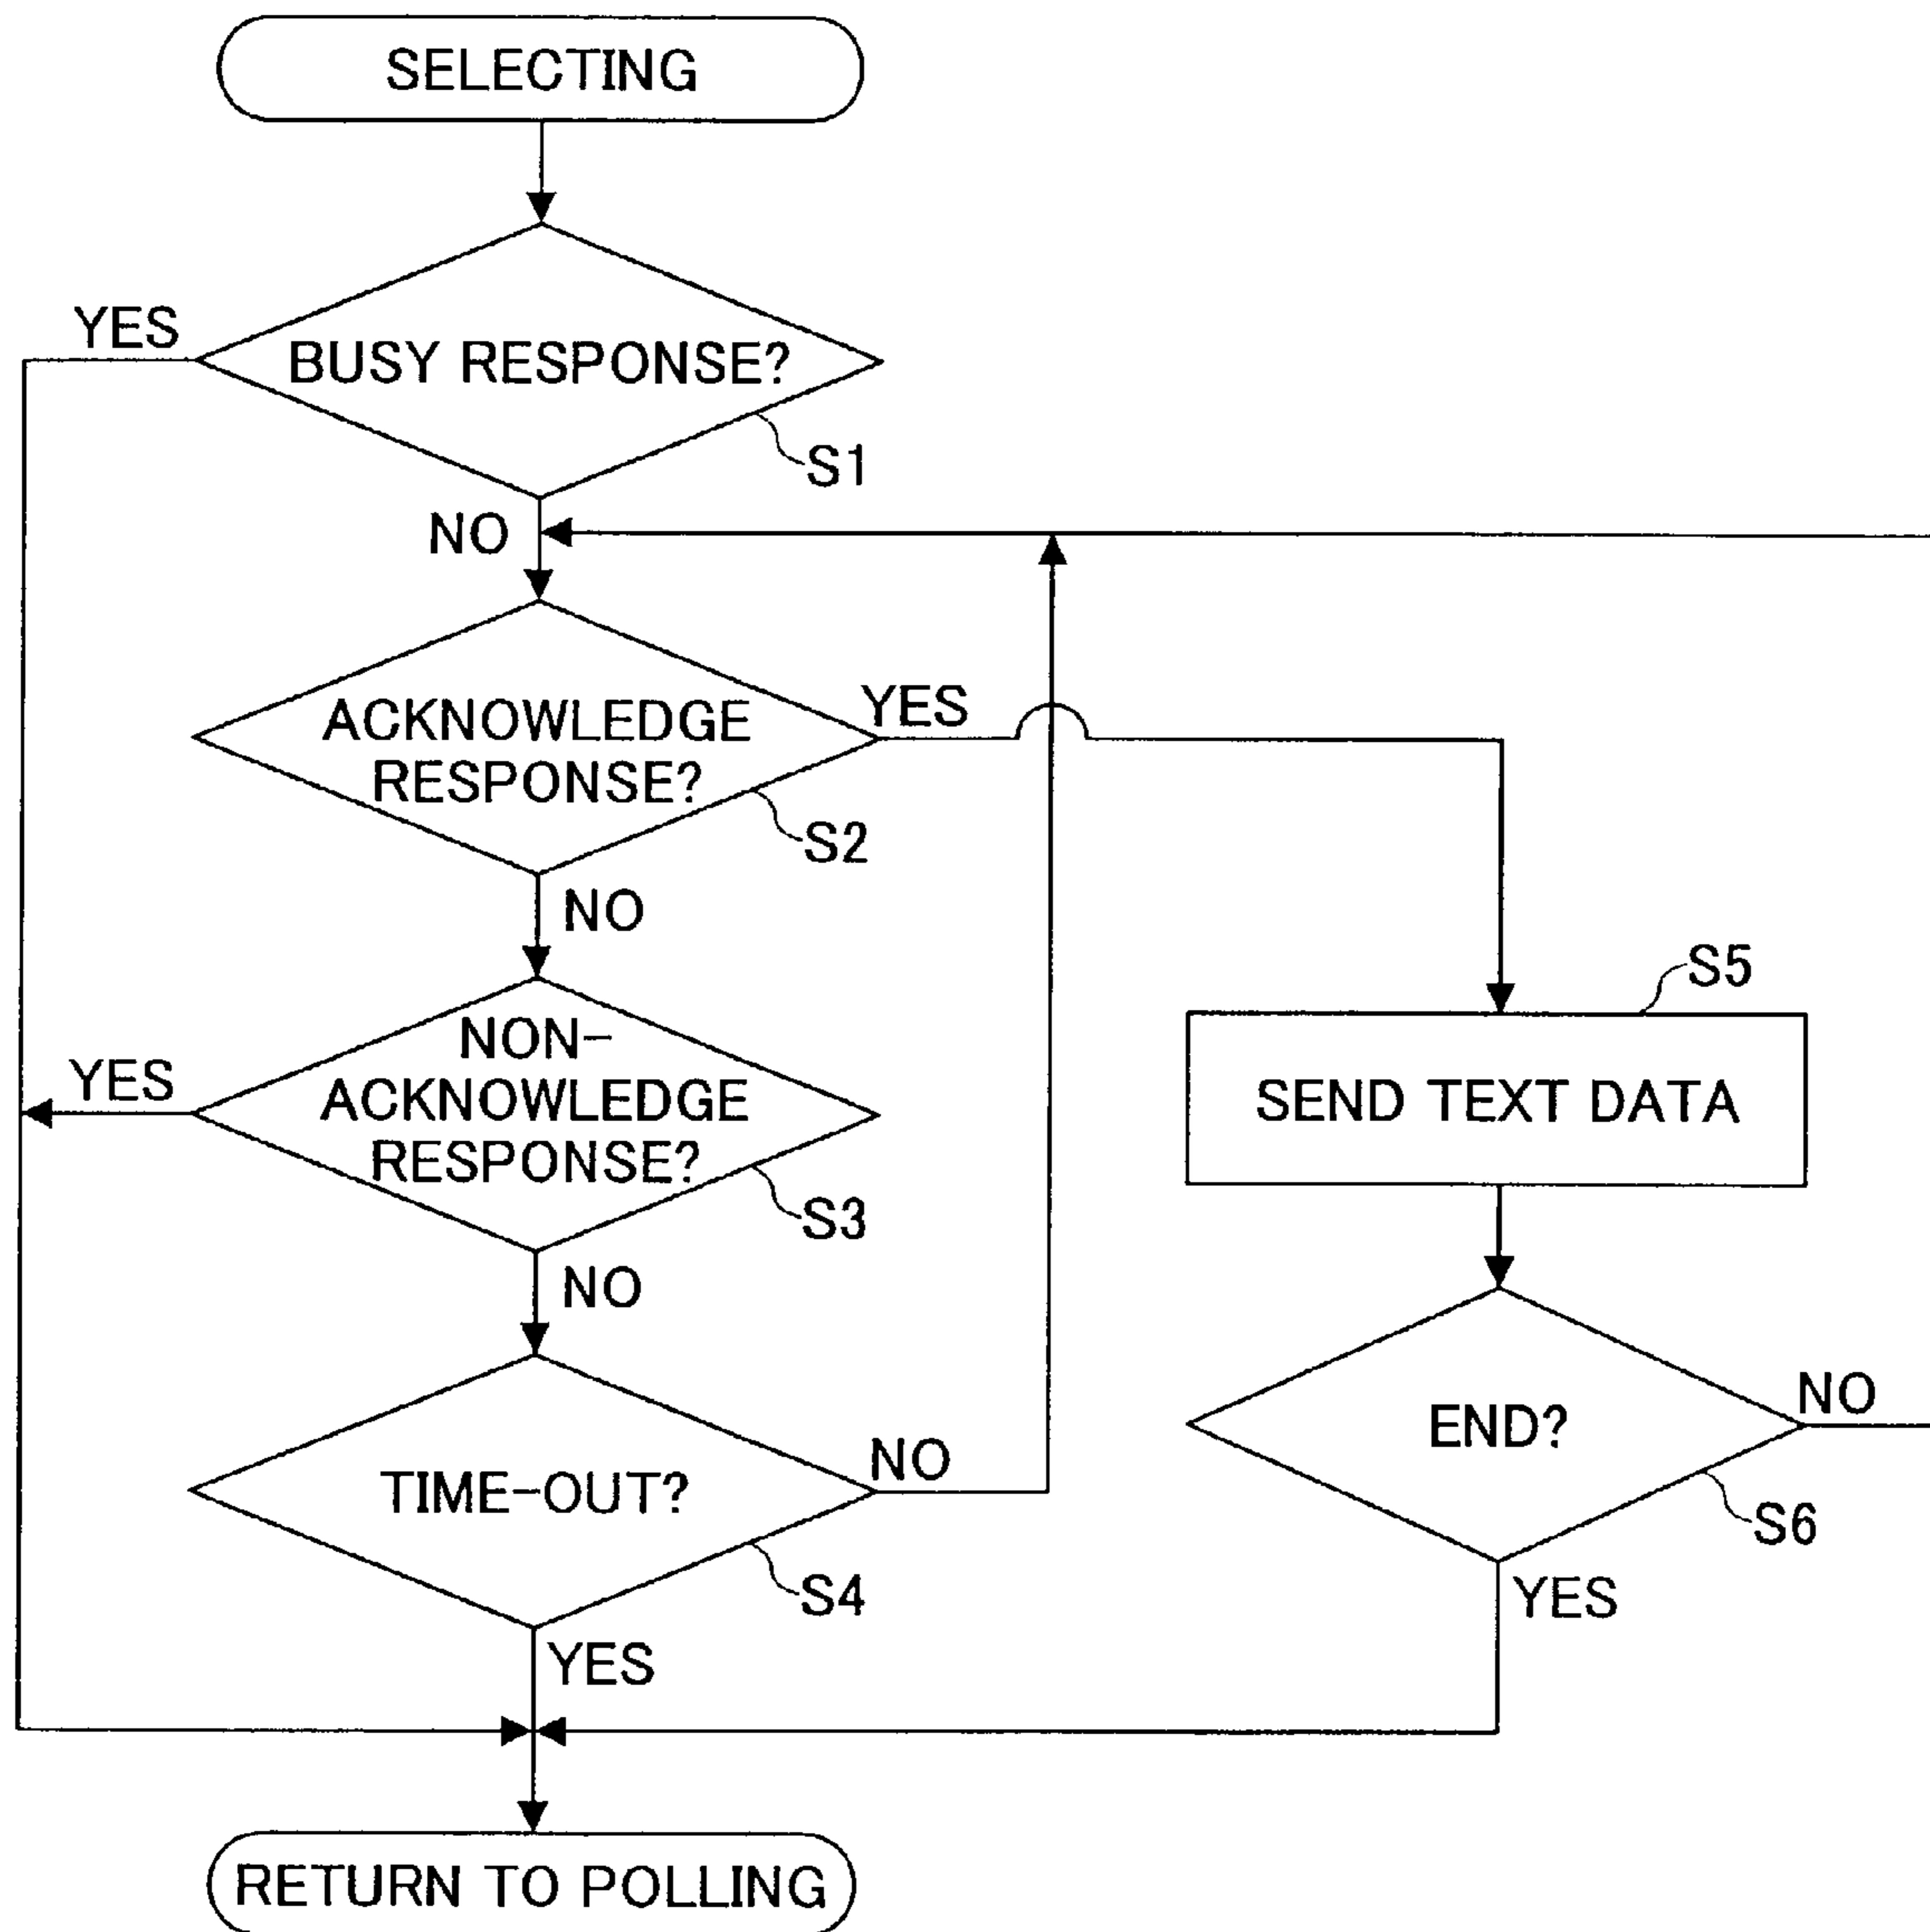 SELECTING
YES
BUSY RESPONSE?
S1
NO
ACKNOWLEDGE
RESPONSE?
YES
S2
NO
NON-
ACKNOWLEDGE
RESPONSE?
YES
S3
NO
TIME-OUT?
NO
S4
YES
S5
SEND TEXT DATA
END?
NO
S6
YES
RETURN TO POLLING